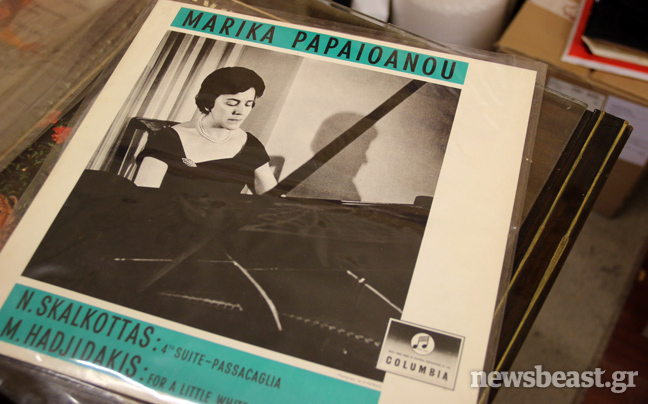 MARIKA PAPAIOANOU
N. SKALKOTTAS: 4TH SUITE-PASSACAGLIA
M. HADJIDAKIS: FOR A LITTLE
COLUMBIA
newsbeast.gr